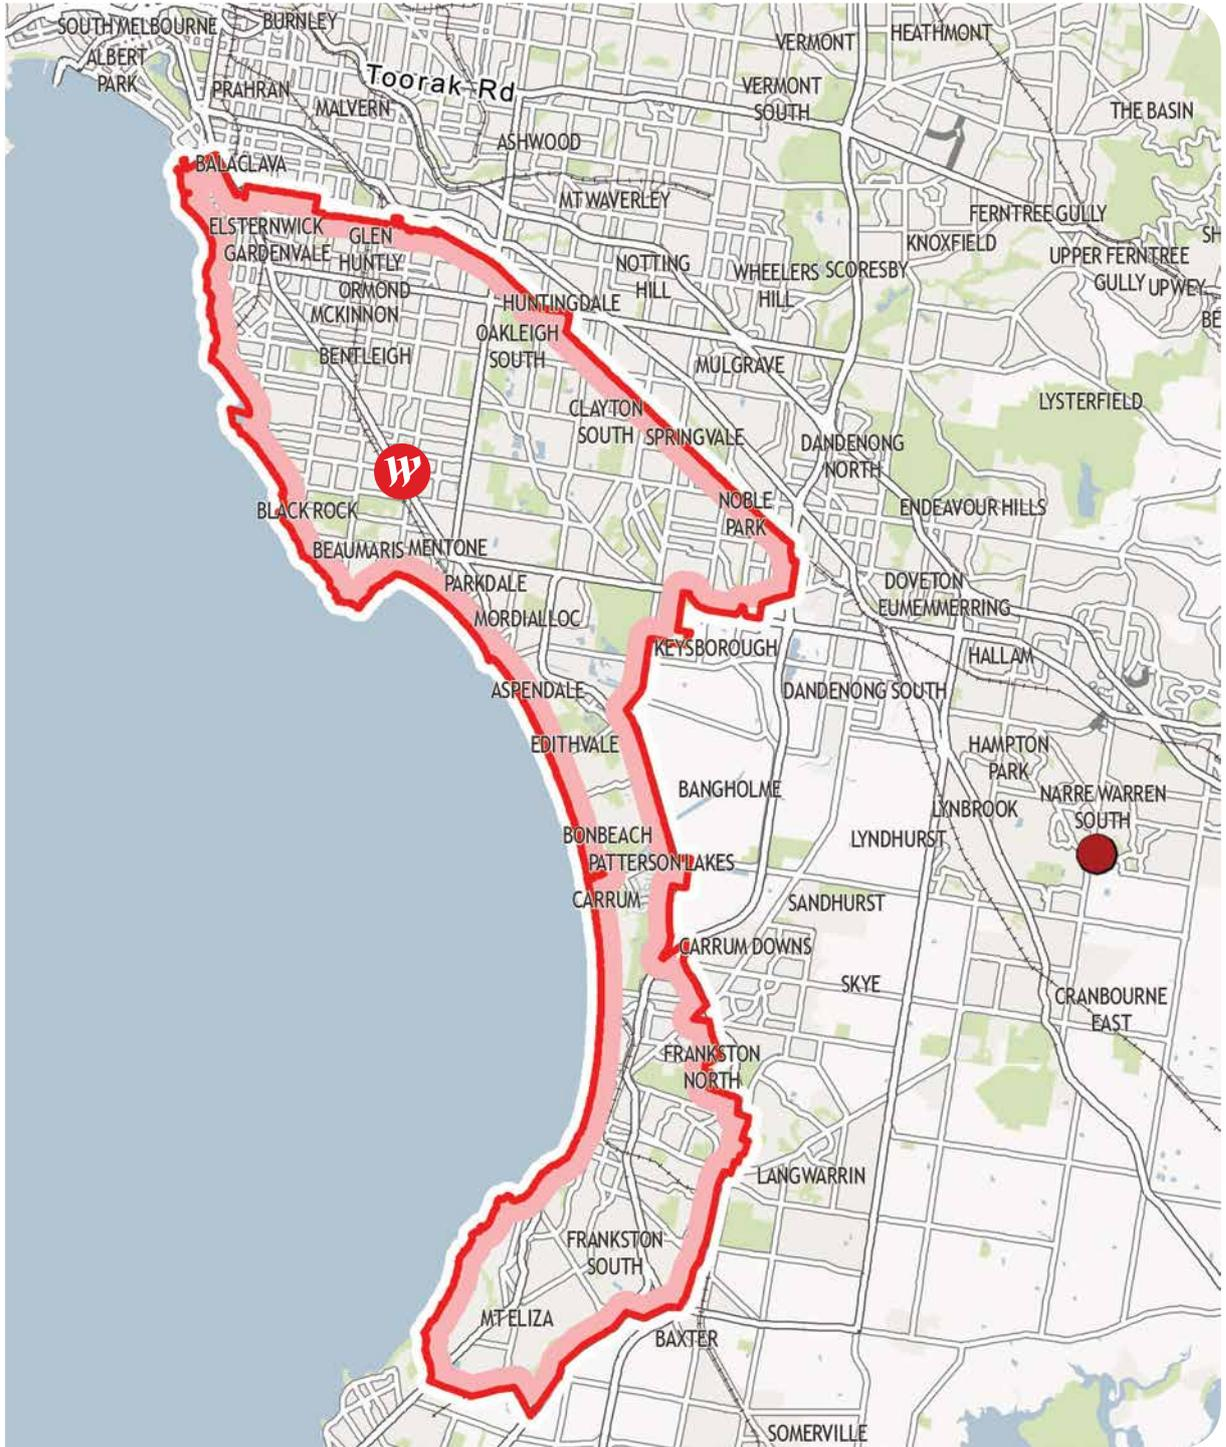 SOUTH MELBOURNE
BURNLEY
HEATHMONT
VERMONT
ALBERT
PARK
PRAHRAN
Toorak Rd
MALVERN
VERMONT
SOUTH
THE BASIN
ASHWOOD
BALACLAVA
MT WAVERLEY
FERNTREE GULLY
ELSTERNWICK
GLEN
HUNTLY
KNOXFIELD
SH
GARDENVALE
NOTTING
HILL
WHEELERS
HILL
SCORESBY
UPPER FERNTREE
GULLY
UPWEY
ORMOND
HUNTINGDALE
MCKINNON
BE
OAKLEIGH
SOUTH
BENTLEIGH
MULGRAVE
CLAYTON
SOUTH
LYSTERFIELD
SPRINGVALE
DANDENONG
NORTH
W
NOBLE
PARK
BLACK ROCK
ENDEAVOUR HILLS
BEAUMARIS
MENTONE
PARKDALE
DOVETON
EUMEMMERRING
MORDIALLOC
KEYSBOROUGH
HALLAM
ASPENDALE
DANDENONG SOUTH
EDITHVALE
HAMPTON
PARK
BANGHOLME
NARRE WARREN
SOUTH
LYNBROOK
BONBEACH
LYNDHURST
PATTERSON LAKES
CARRUM
SANDHURST
CARRUM DOWNS
SKYE
CRANBOURNE
EAST
FRANKSTON
NORTH
LANGWARRIN
FRANKSTON
SOUTH
MT ELIZA
BAXTER
SOMERVILLE